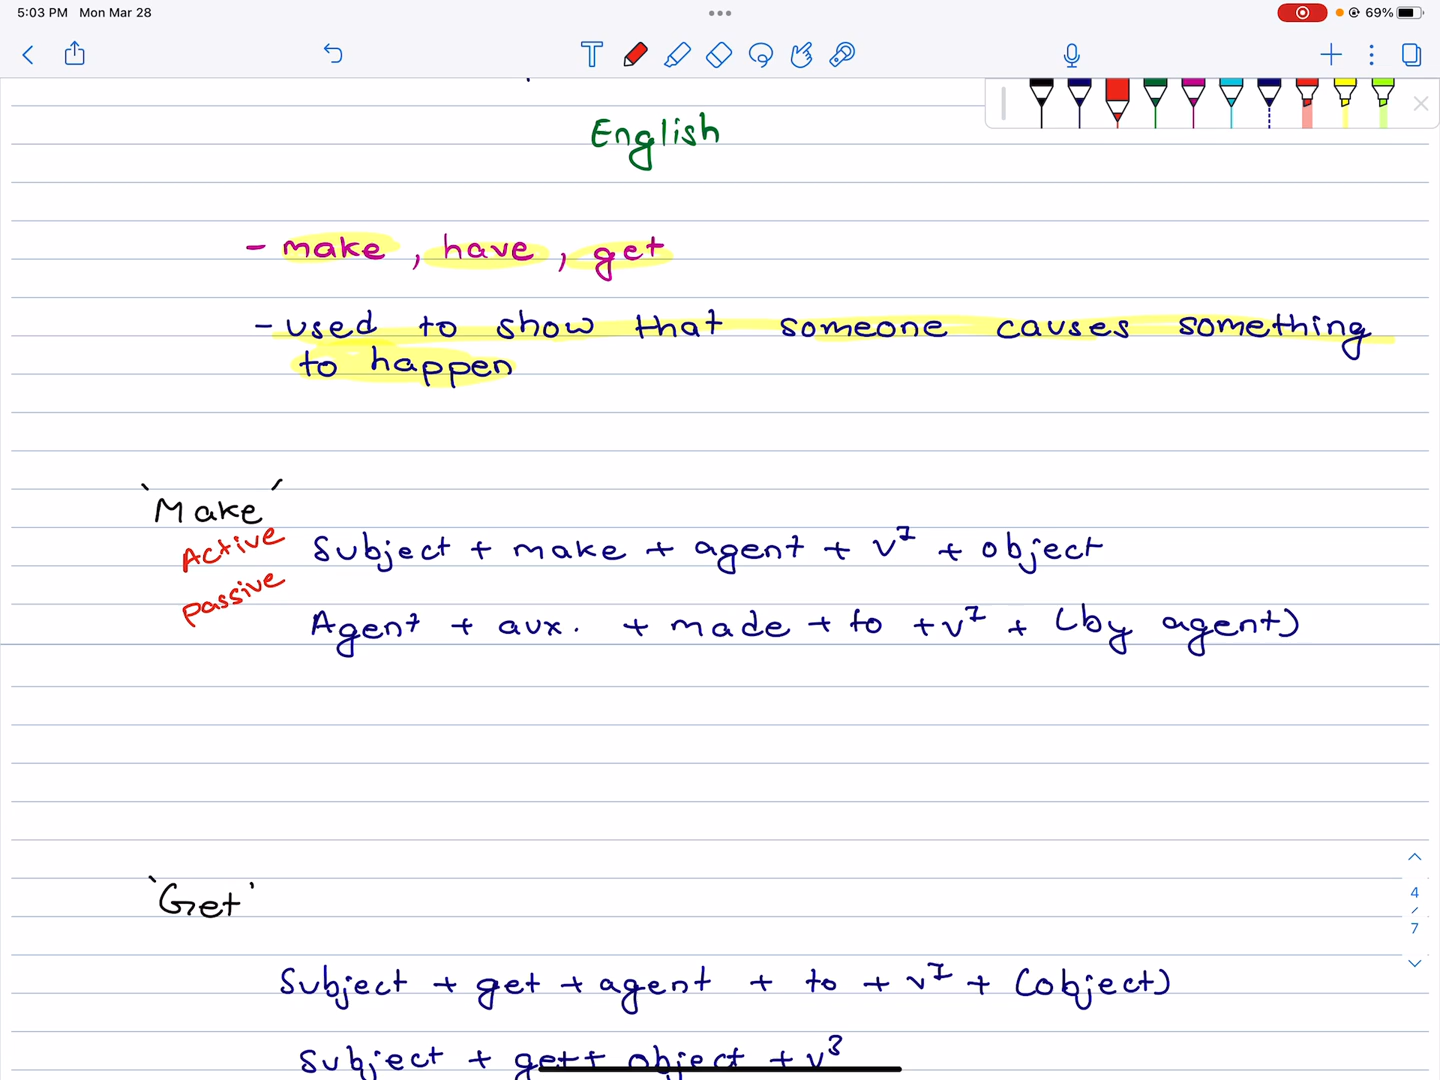 5:03 PM Mon Mar 28
69%
English
- make, have, get
- used to show that someone causes something
to happen
`Make´
Active Subject + make + agent + V¹ + object
Passive Agent + aux. + made + to + V¹ + (by agent)
4
/
7
`Get'
Subject + get + agent + to + V¹ + (object)
Subject + get + object + V³